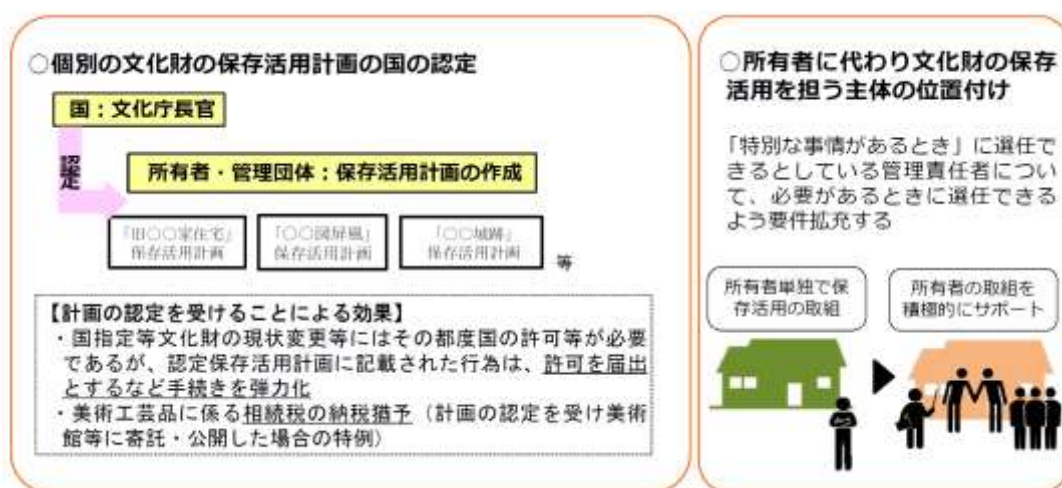 ○個別の文化財の保存活用計画の国の認定
国:文化庁長官
認定
所有者・管理団体:保存活用計画の作成
「旧○○家住宅」
保存活用計画
「○○図屏風」
保存活用計画
「○○城跡」
保存活用計画
等
【計画の認定を受けることによる効果】
・国指定等文化財の現状変更等にはその都度国の許可等が必要
であるが、認定保存活用計画に記載された行為は、許可を届出
とするなど手続きを弾力化
・美術工芸品に係る相続税の納税猶予(計画の認定を受け美術
館等に寄託・公開した場合の特例)
○所有者に代わり文化財の保存
活用を担う主体の位置付け
「特別な事情があるとき」に選任で
きるとしている管理責任者につい
て、必要があるときに選任できる
よう要件拡充する
所有者単独で保
存活用の取組
所有者の取組を
積極的にサポート